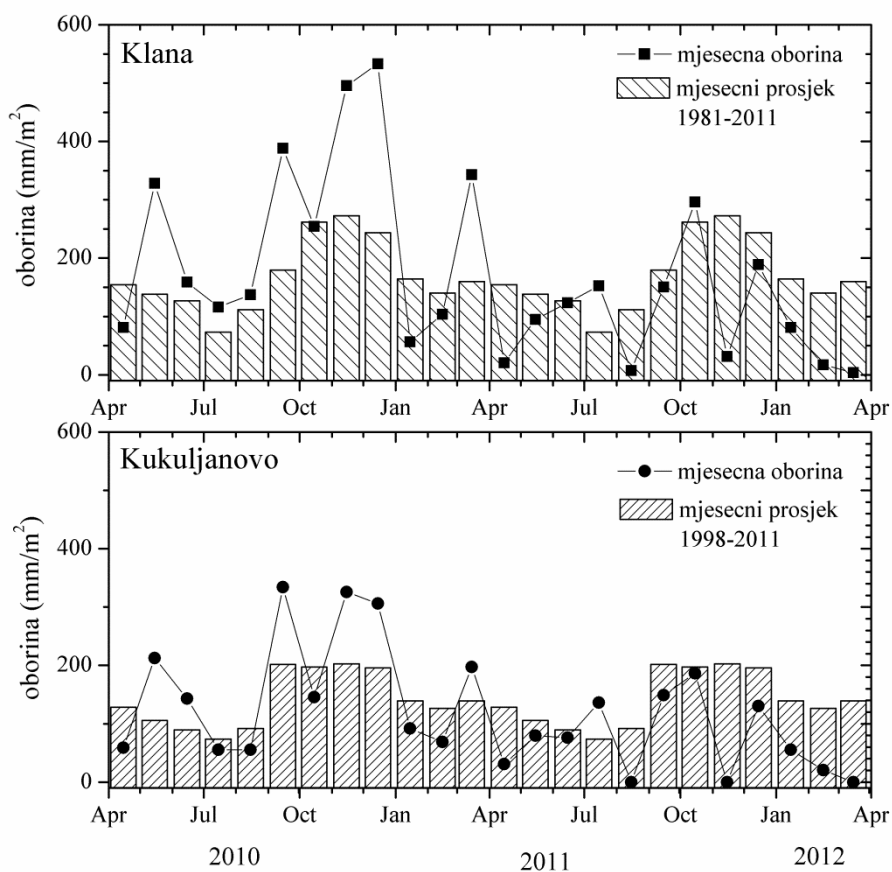 Klana
mjesecna oborina
mjesecni prosjek
1981-2011
oborina (mm/m²)
600
400
200
0
Apr Jul Oct Jan Apr Jul Oct Jan Apr
Kukuljanovo
mjesecna oborina
mjesecni prosjek
1998-2011
oborina (mm/m²)
600
400
200
0
Apr Jul Oct Jan Apr Jul Oct Jan Apr
2010 2011 2012